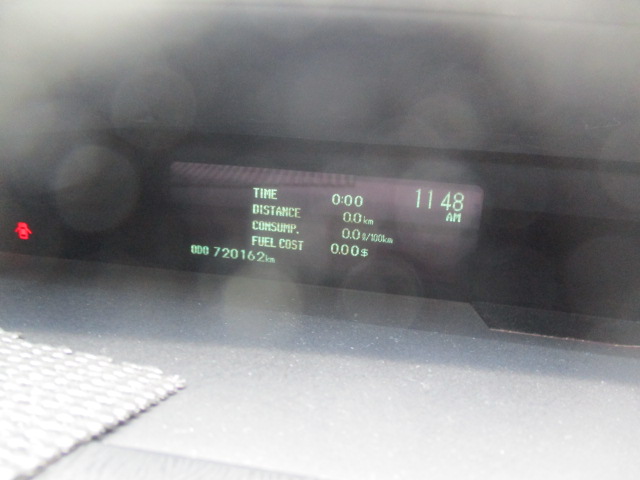 TIME 0:00 11 48
DISTANCE 0.0km AM
CONSUMP. 0.0ℓ/100km
FUEL COST 0.00$
ODO 720162km